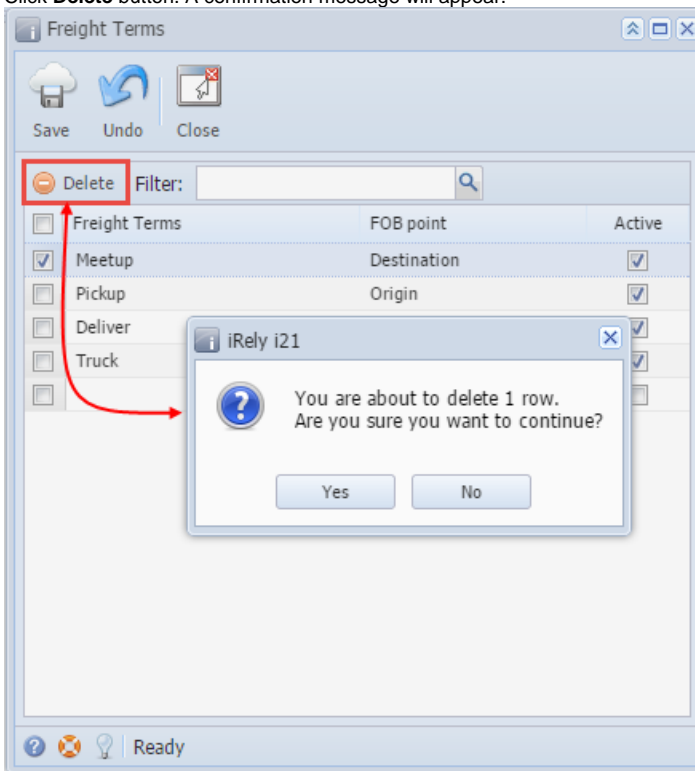 Click Delete button. A confirmation message will appear.
Freight Terms
Save Undo Close
Delete Filter:
Freight Terms FOB point Active
Meetup Destination
Pickup Origin
Deliver
Truck
iRely i21
You are about to delete 1 row.
Are you sure you want to continue?
Yes No
Ready